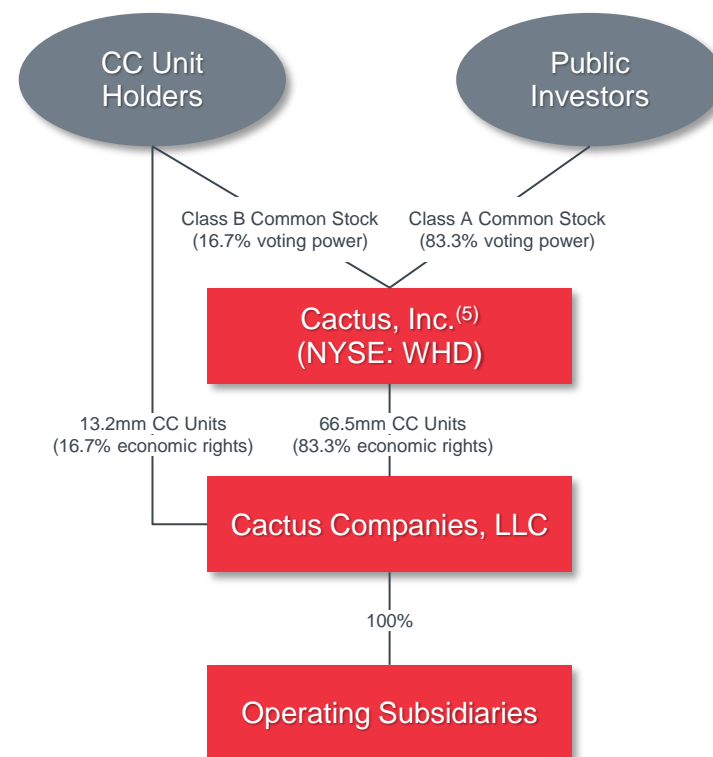 CC Unit
Holders
Public
Investors
Class B Common Stock
(16.7% voting power)
Class A Common Stock
(83.3% voting power)
Cactus, Inc.(5)
(NYSE: WHD)
13.2mm CC Units
(16.7% economic rights)
66.5mm CC Units
(83.3% economic rights)
Cactus Companies, LLC
100%
Operating Subsidiaries